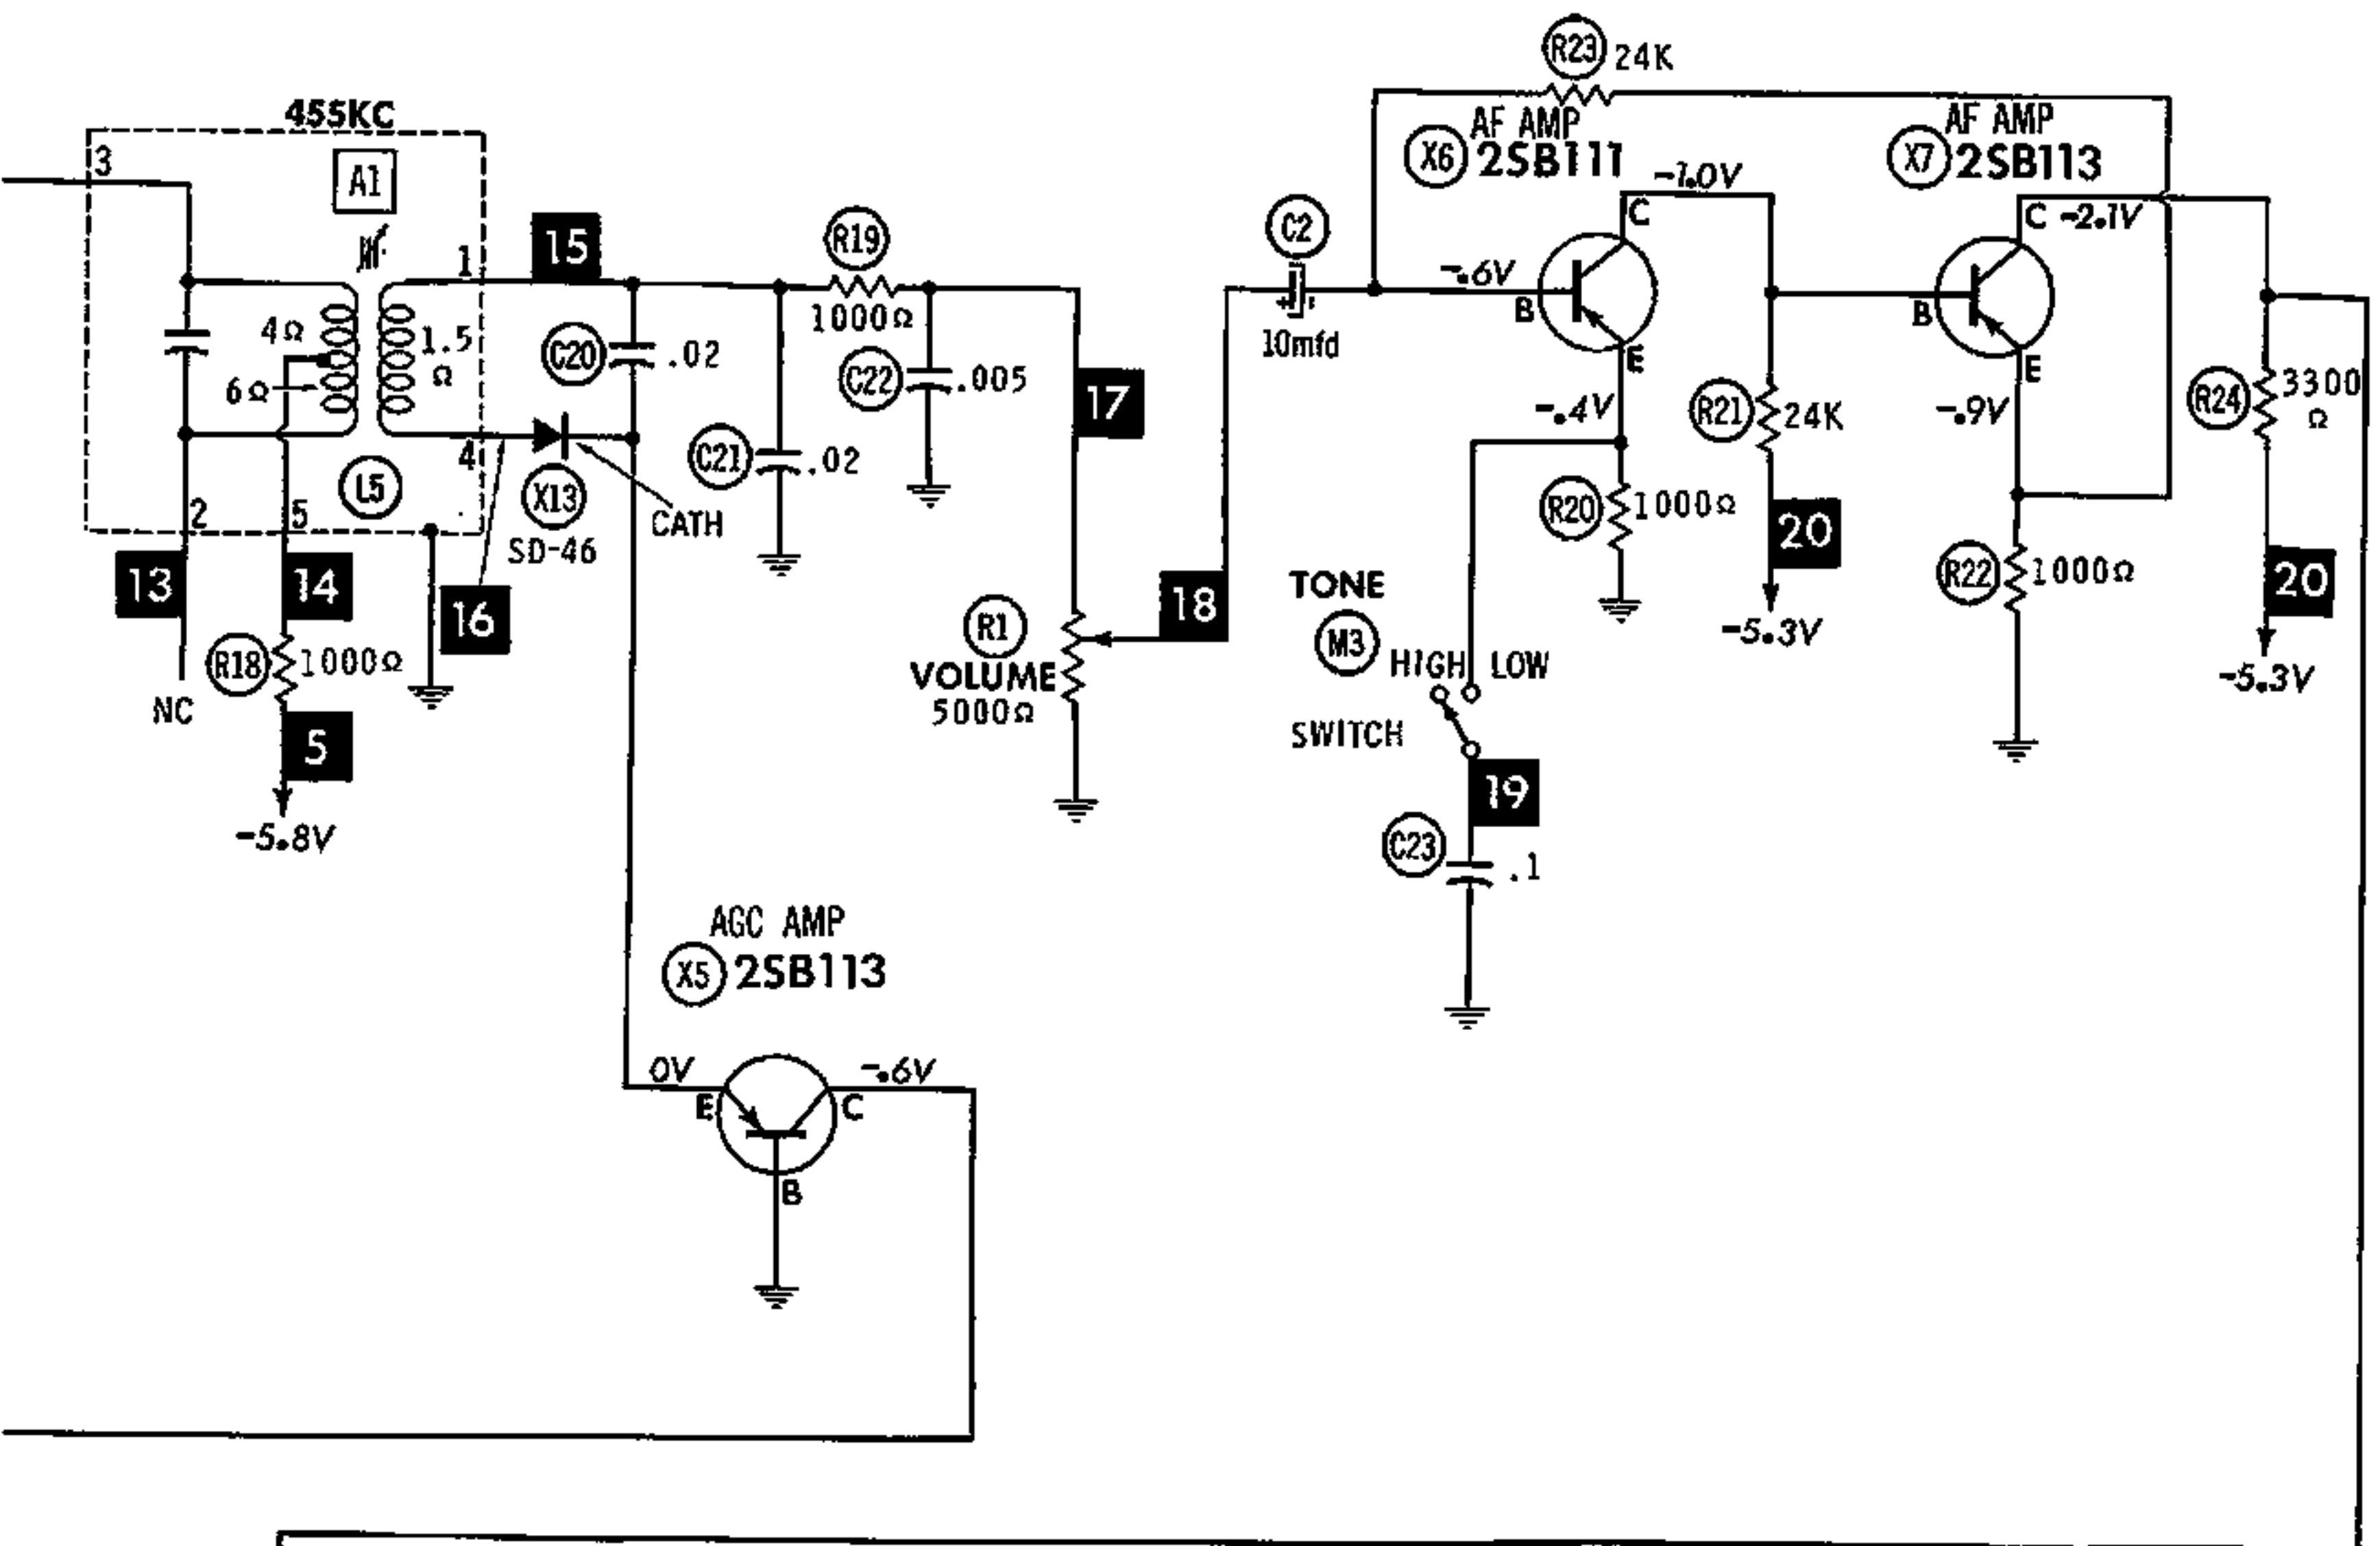 R23 24K
455KC
AF AMP
X6 2SB111
AF AMP
X7 2SB113
3
A1
-1.0V
C
C -2.1V
15
R19
C2
1
-.6V
B
B
1000Ω
10mfd
4Ω
1.5
Ω
C20 .02
6Ω
C22 .005
17
E
E
-.4V
R21 24K
-.9V
R24 3300
Ω
4
C21 .02
L5
X13
CATH
2
5
SD-46
R20 1000Ω
20
13
14
16
R22 1000Ω
20
TONE
M3
18
R1
VOLUME
5000Ω
HIGH LOW
-5.3V
-5.3V
R18 1000Ω
NC
SWITCH
5
-5.8V
19
C23 .1
AGC AMP
X5 2SB113
0V
-.6V
E
C
B